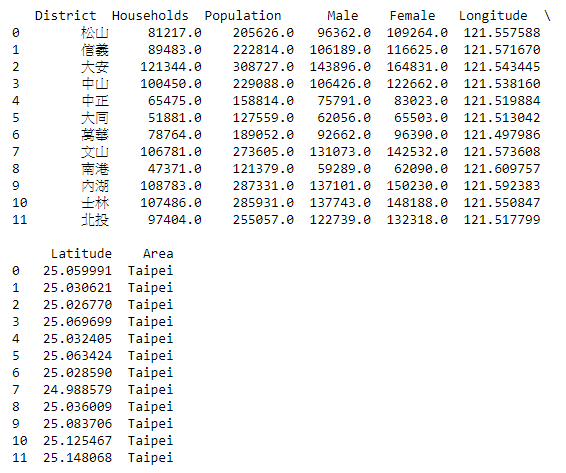 District Households Population Male Female Longitude \
0 松山 81217.0 205626.0 96362.0 109264.0 121.557588
1 信義 89483.0 222814.0 106189.0 116625.0 121.571670
2 大安 121344.0 308727.0 143896.0 164831.0 121.543445
3 中山 100450.0 229088.0 106426.0 122662.0 121.538160
4 中正 65475.0 158814.0 75791.0 83023.0 121.519884
5 大同 51881.0 127559.0 62056.0 65503.0 121.513042
6 萬華 78764.0 189052.0 92662.0 96390.0 121.497986
7 文山 106781.0 273605.0 131073.0 142532.0 121.573608
8 南港 47371.0 121379.0 59289.0 62090.0 121.609757
9 內湖 108783.0 287331.0 137101.0 150230.0 121.592383
10 士林 107486.0 285931.0 137743.0 148188.0 121.550847
11 北投 97404.0 255057.0 122739.0 132318.0 121.517799
Latitude Area
0 25.059991 Taipei
1 25.030621 Taipei
2 25.026770 Taipei
3 25.069699 Taipei
4 25.032405 Taipei
5 25.063424 Taipei
6 25.028590 Taipei
7 24.988579 Taipei
8 25.036009 Taipei
9 25.083706 Taipei
10 25.125467 Taipei
11 25.148068 Taipei